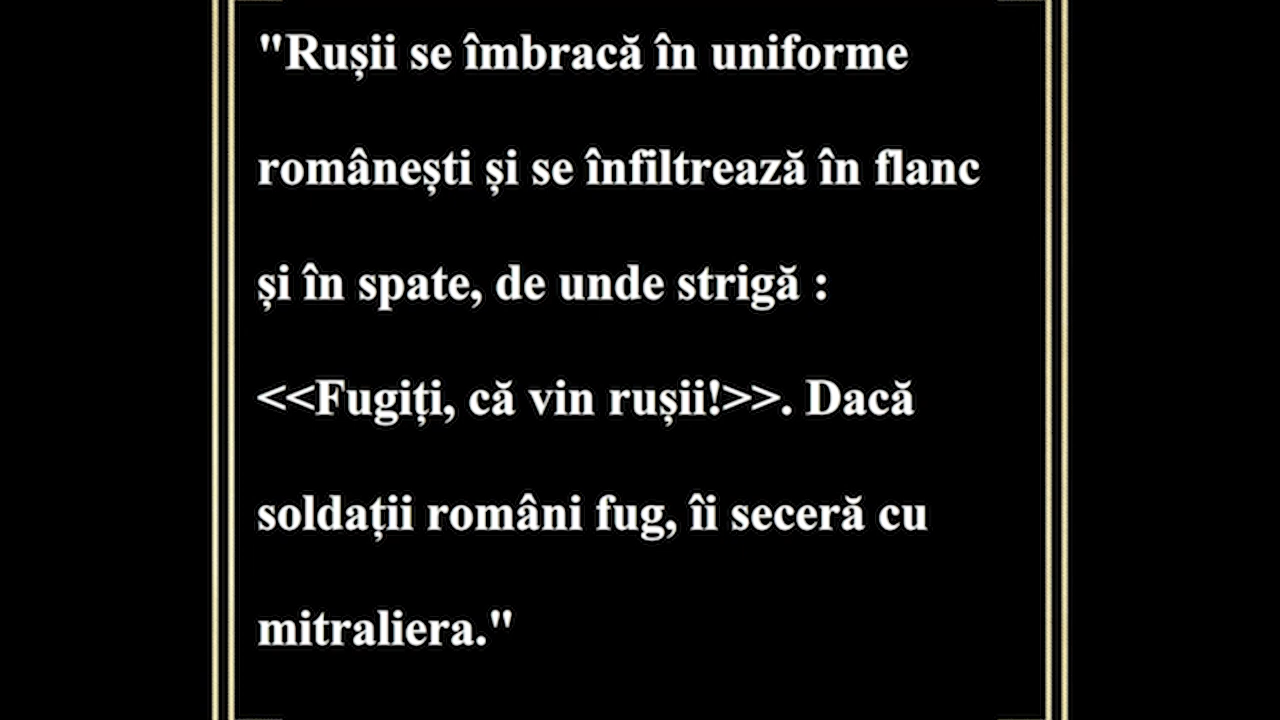 "Rușii se îmbracă în uniforme
românești și se înfiltrează în flanc
și în spate, de unde strigă :
<<Fugiți, că vin rușii!>>. Dacă
soldații români fug, îi seceră cu
mitraliera."